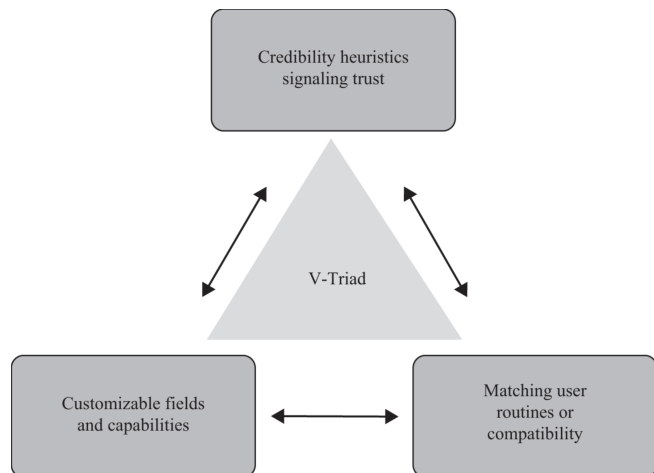 Credibility heuristics
signaling trust
V-Triad
Customizable fields
and capabilities
Matching user
routines or
compatibility